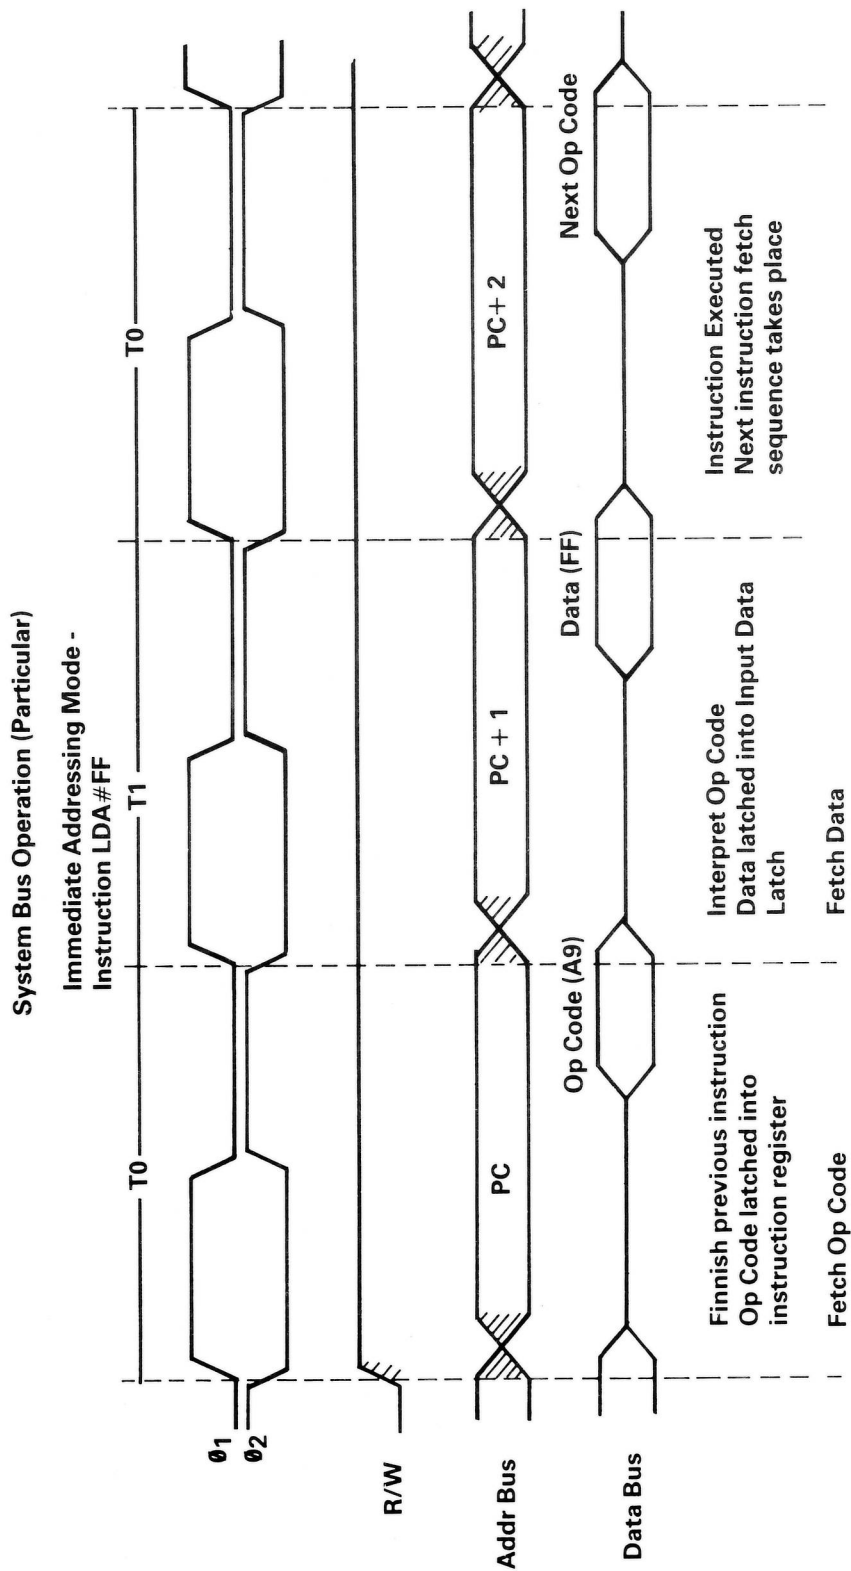 System Bus Operation (Particular)
Immediate Addressing Mode -
Instruction LDA#FF
T0
T1
T0
Ø1
Ø2
R/W
Addr Bus
PC
PC + 1
PC+ 2
Data Bus
Op Code (A9)
Data (FF)
Next Op Code
Finnish previous instruction
Op Code latched into
instruction register
Fetch Op Code
Interpret Op Code
Data latched into Input Data
Latch
Fetch Data
Instruction Executed
Next instruction fetch
sequence takes place